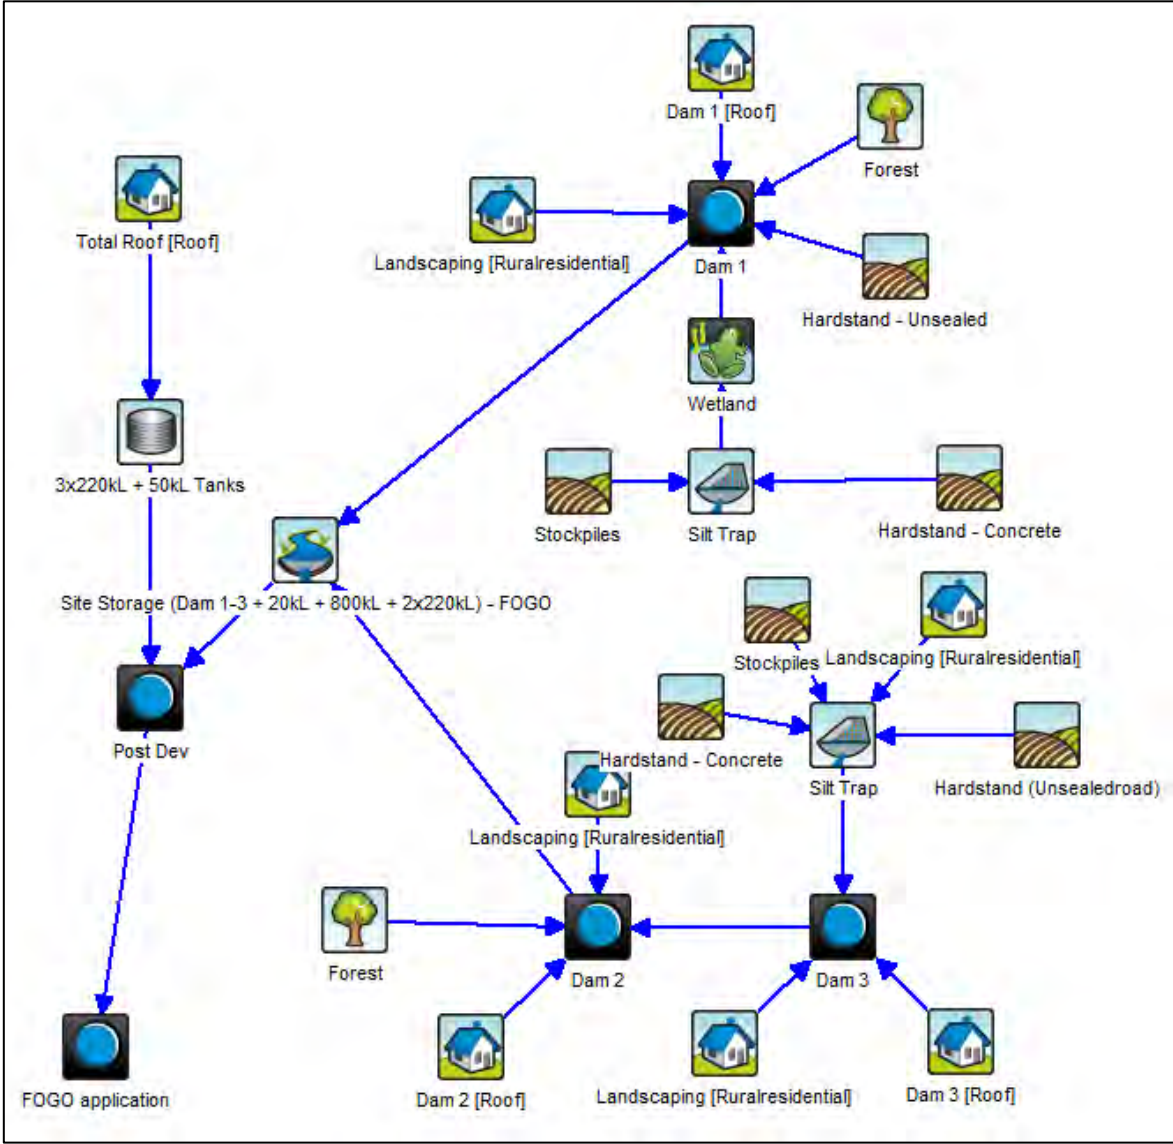 Dam 1 [Roof]
Forest
Total Roof [Roof]
Landscaping [Ruralresidential]
Dam 1
Hardstand - Unsealed
Wetland
3x220kL + 50kL Tanks
Stockpiles
Silt Trap
Hardstand - Concrete
Site Storage (Dam 1-3 + 20kL + 800kL + 2x220kL) - FOGO
Stockpiles
Landscaping [Ruralresidential]
Post Dev
Hardstand - Concrete
Silt Trap
Hardstand (Unsealedroad)
Landscaping [Ruralresidential]
Forest
Dam 2
Dam 3
FOGO application
Dam 2 [Roof]
Landscaping [Ruralresidential]
Dam 3 [Roof]